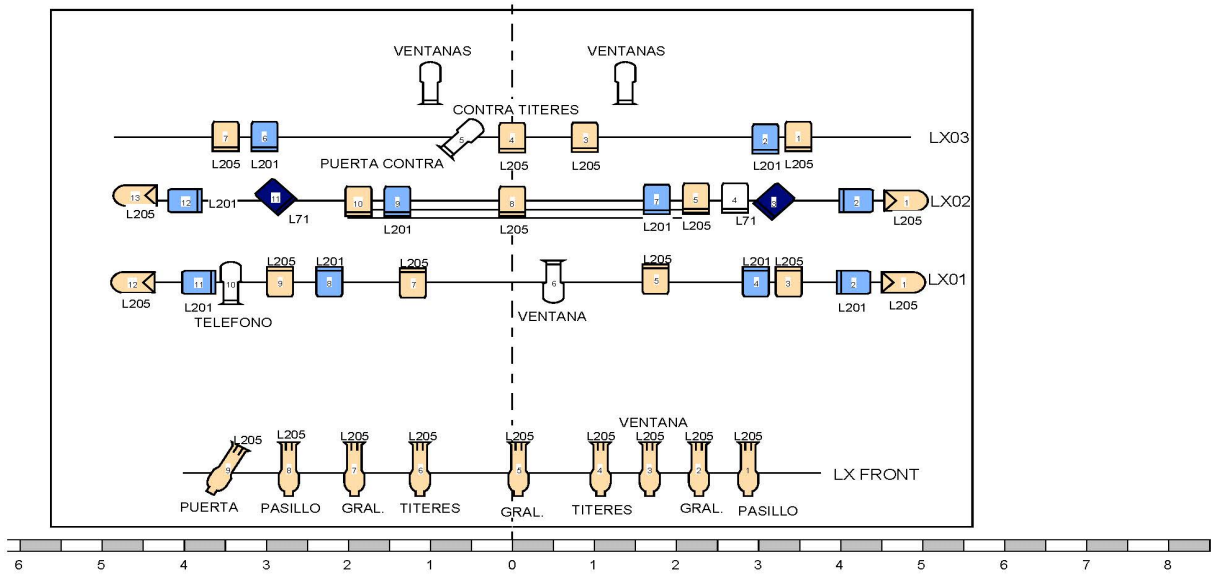 VENTANAS VENTANAS
CONTRA TITERES
7 6 5 4 3 2 1 LX03
L205 L201 PUERTA CONTRA L205 L205 L201 L205
13 12 11 10 9 8 7 5 4 3 2 1 LX02
L205 L201 L71 L201 L205 L201 L205 L71 L205
L205 L201 L205 L205 L201 L205
12 11 10 9 8 7 6 5 4 3 2 1 LX01
L205 L201 L201 L205
TELEFONO VENTANA
VENTANA
L205 L205 L205 L205 L205 L205 L205 L205 L205
9 8 7 6 5 4 3 2 1 LX FRONT
PUERTA PASILLO GRAL. TITERES GRAL. TITERES GRAL. PASILLO
6 5 4 3 2 1 0 1 2 3 4 5 6 7 8